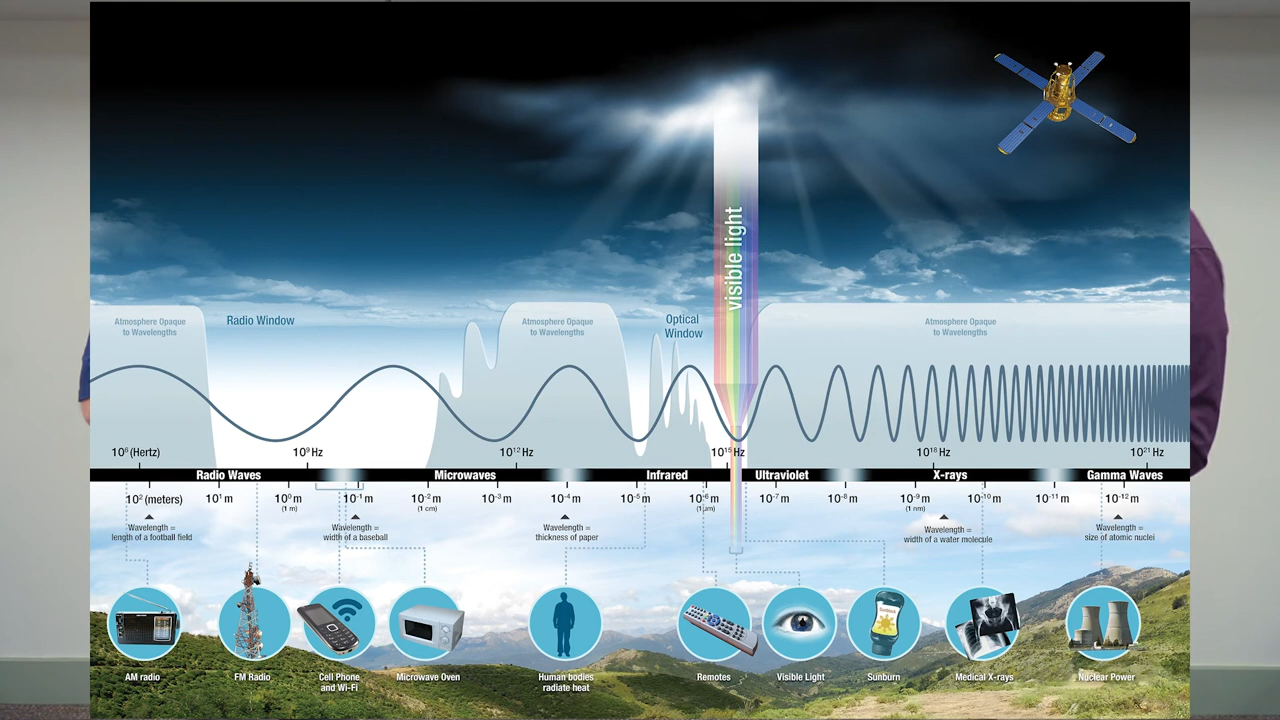 visible light
Atmosphere Opaque
to Wavelengths
Radio Window
Atmosphere Opaque
to Wavelengths
Optical
Window
Atmosphere Opaque
to Wavelengths
10⁶ (Hertz)
10⁹ Hz
10¹² Hz
10¹⁵ Hz
10¹⁸ Hz
10²¹ Hz
Radio Waves
Microwaves
Infrared
Ultraviolet
X-rays
Gamma Waves
10² (meters)
10¹ m
10⁰ m
(1 m)
10⁻¹ m
10⁻² m
(1 cm)
10⁻³ m
10⁻⁴ m
10⁻⁵ m
10⁻⁶ m
(1 µm)
10⁻⁷ m
10⁻⁸ m
10⁻⁹ m
(1 nm)
10⁻¹⁰ m
10⁻¹¹ m
10⁻¹² m
Wavelength =
length of a football field
Wavelength =
width of a baseball
Wavelength =
thickness of paper
Wavelength =
width of a water molecule
Wavelength =
size of atomic nuclei
Sunblock
AM radio
FM Radio
Cell Phone
and Wi-Fi
Microwave Oven
Human bodies
radiate heat
Remotes
Visible Light
Sunburn
Medical X-rays
Nuclear Power